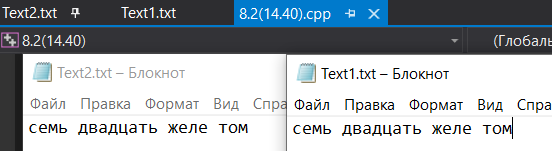 Text2.txt Text1.txt 8.2(14.40).cpp
8.2(14.40) (Глобаль
Text2.txt – Блокнот
Файл Правка Формат Вид Спра
семь двадцать желе том
Text1.txt – Блокнот
Файл Правка Формат Вид Сп
семь двадцать желе том